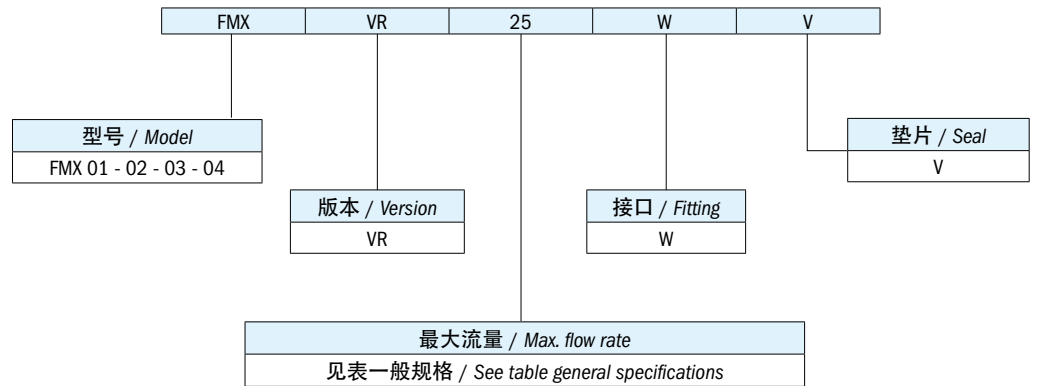 FMX VR 25 W V
型号 / Model
FMX 01 - 02 - 03 - 04
垫片 / Seal
V
版本 / Version
VR
接口 / Fitting
W
最大流量 / Max. flow rate
见表一般规格 / See table general specifications